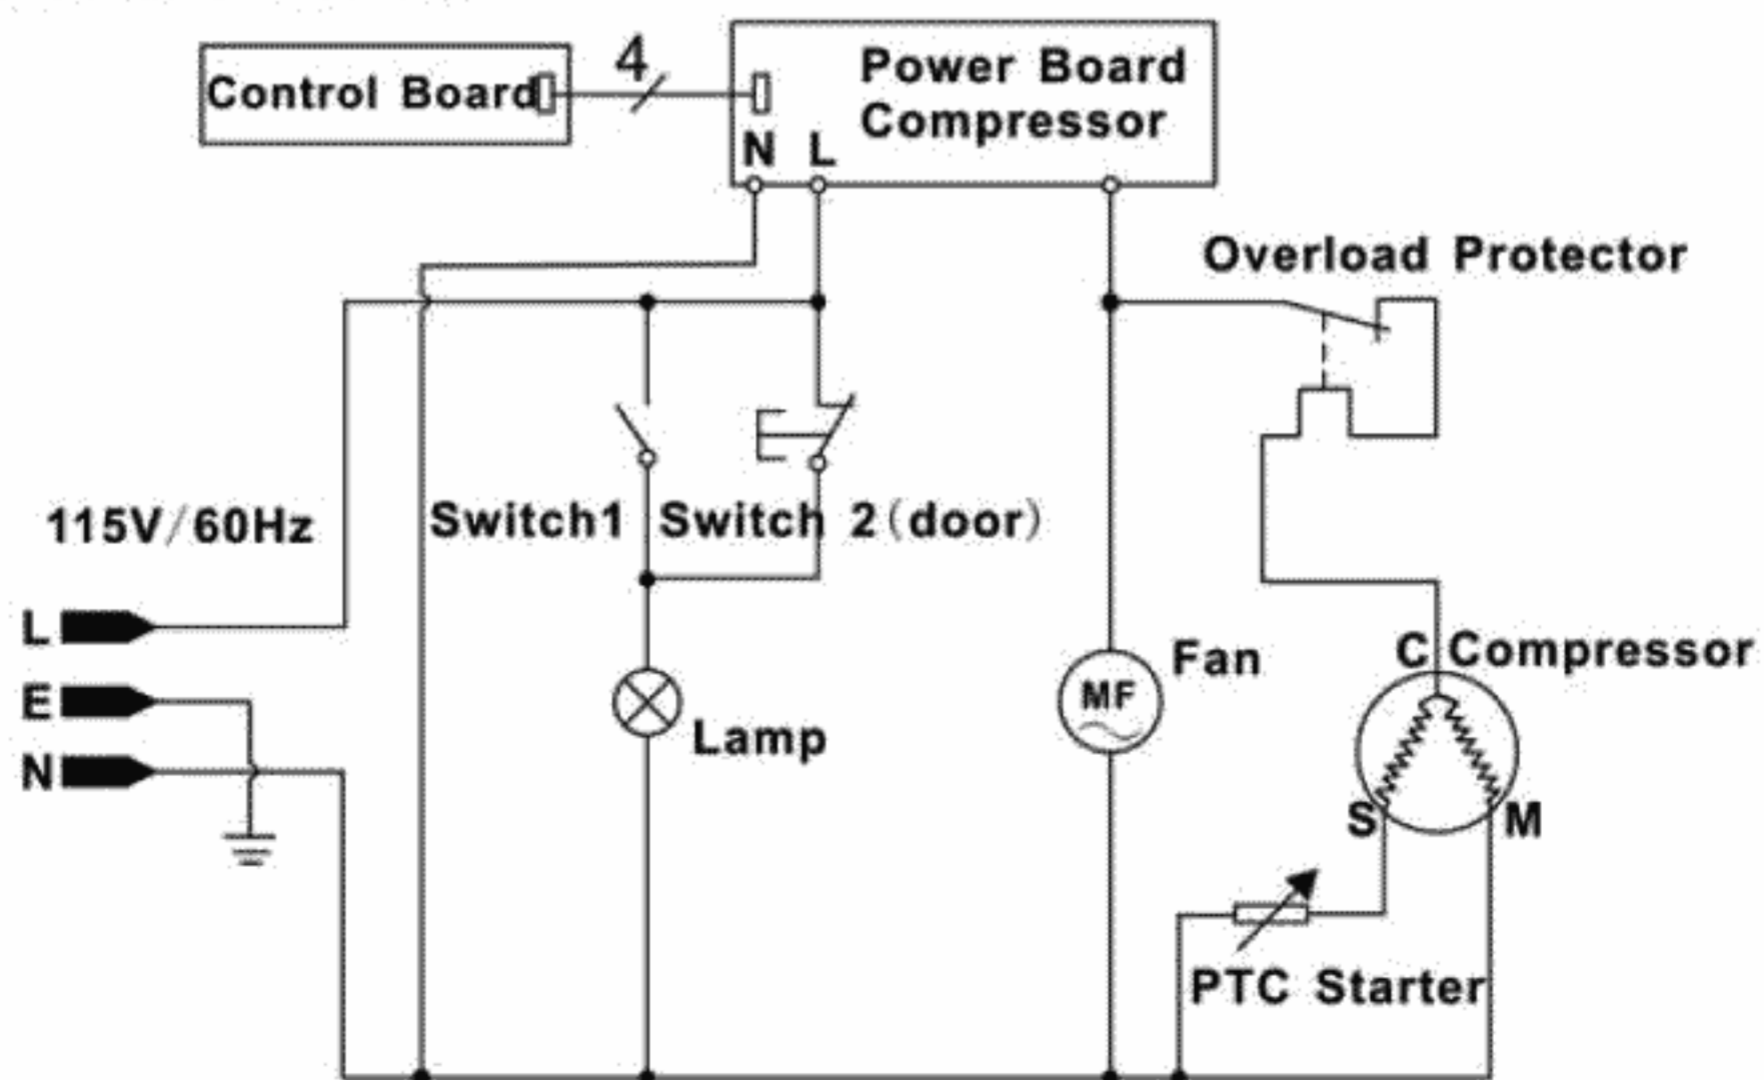 4
Power Board
Control Board
Compressor
N L
Overload Protector
115V/60Hz
Switch1
Switch 2(door)
L
C Compressor
Fan
E
MF
Lamp
N
S
M
PTC Starter